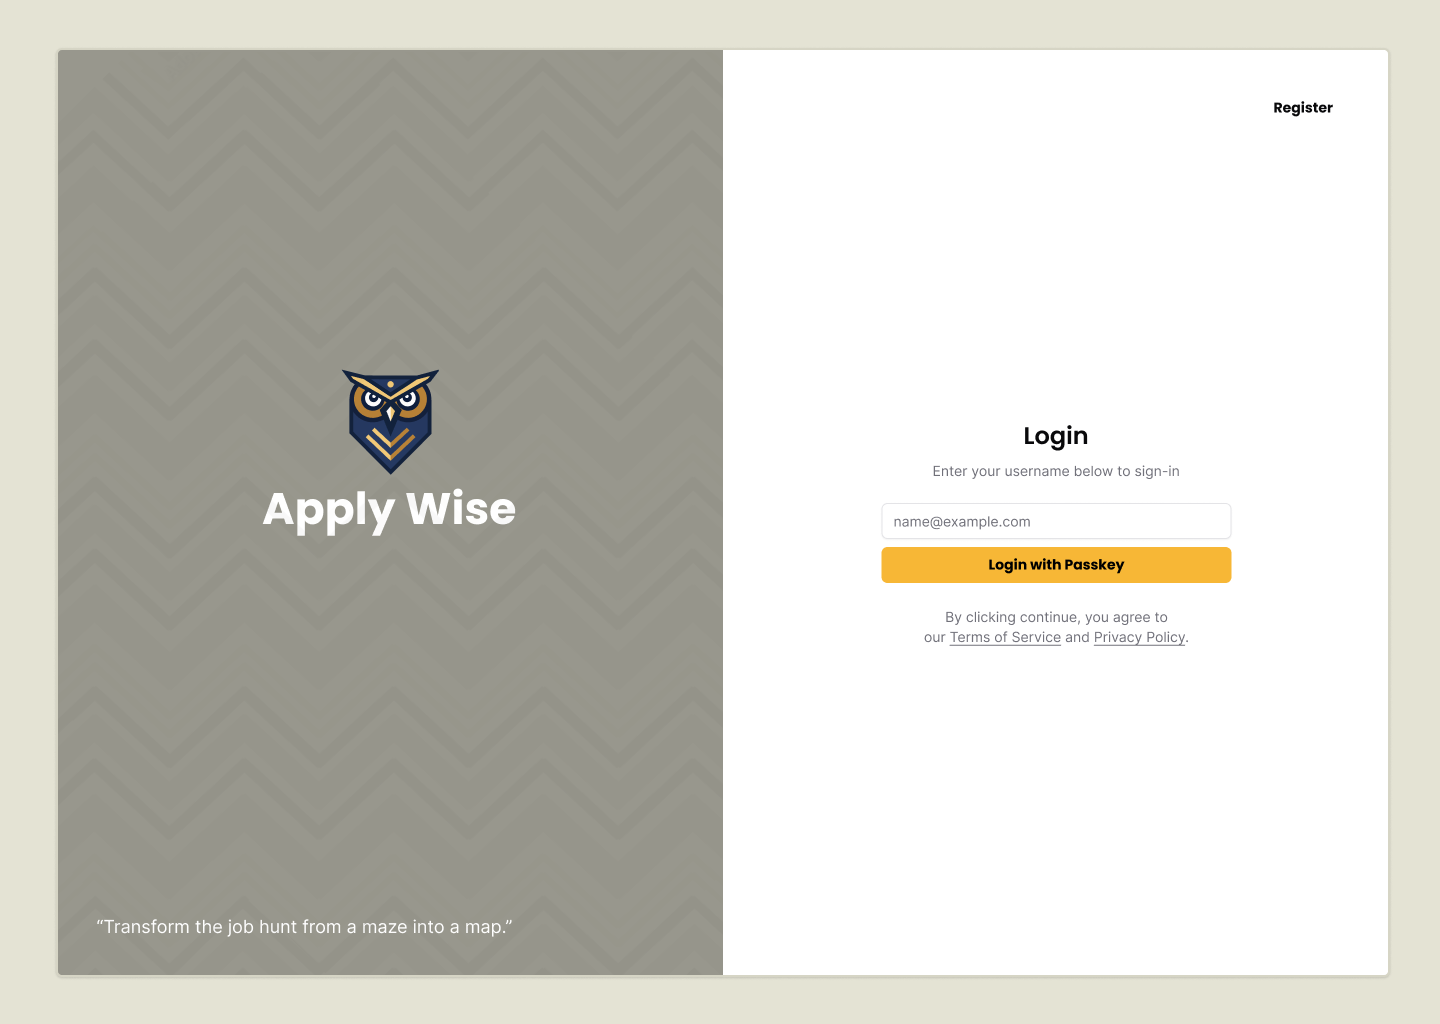 Register
Apply Wise
“Transform the job hunt from a maze into a map.”
Login
Enter your username below to sign-in
name@example.com
Login with Passkey
By clicking continue, you agree to
our Terms of Service and Privacy Policy.